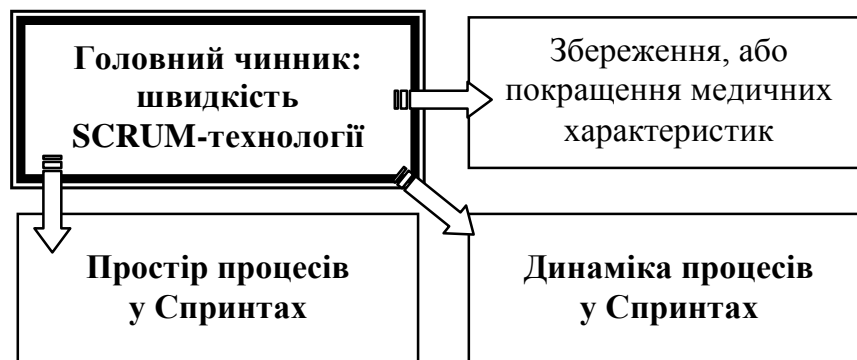 Головний чинник:
швидкість
SCRUM-технології
Збереження, або
покращення медичних
характеристик
Простір процесів
у Спринтах
Динаміка процесів
у Спринтах